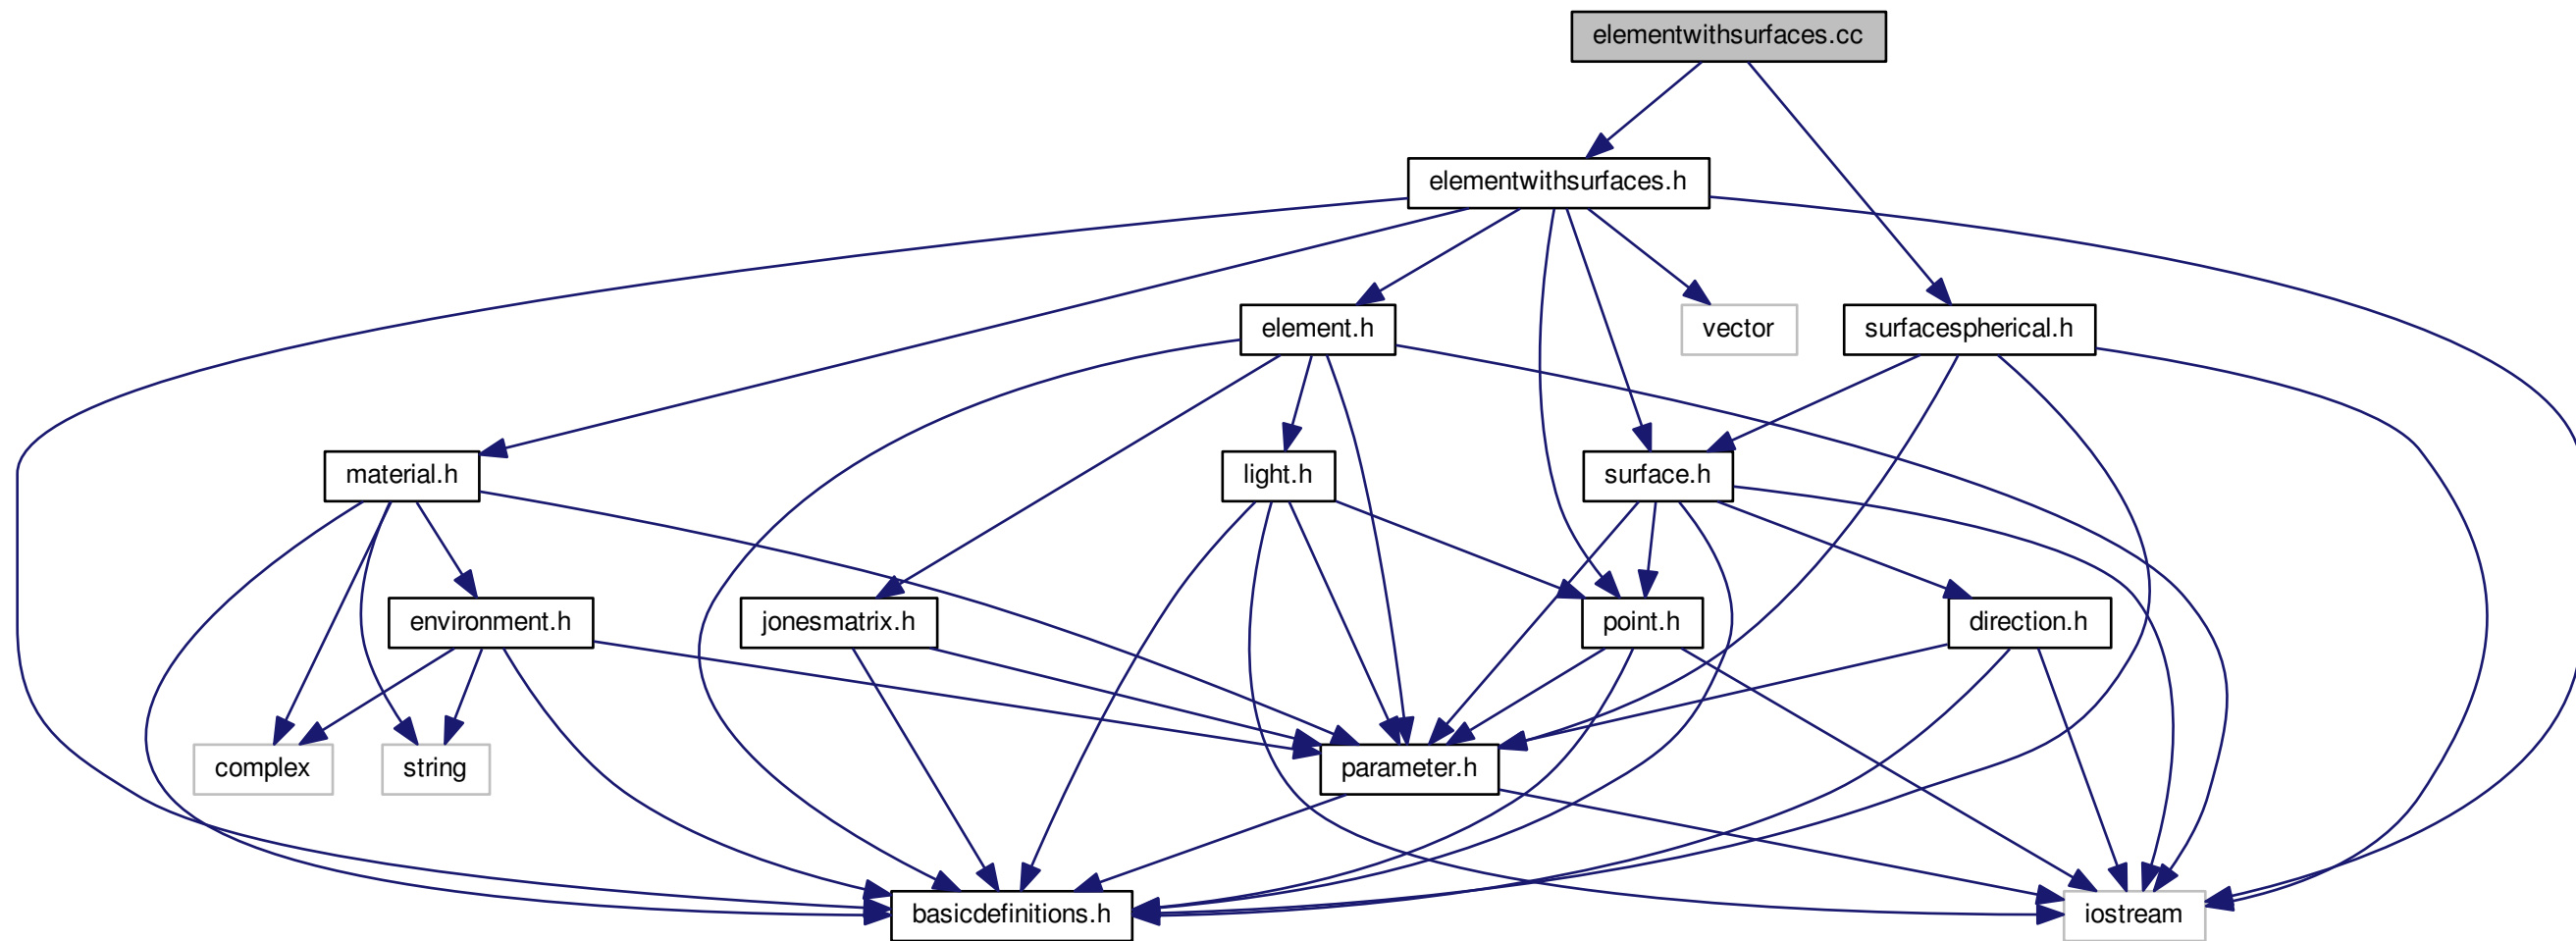 elementwithsurfaces.cc
elementwithsurfaces.h
element.h
vector
surfacespherical.h
material.h
light.h
surface.h
environment.h
jonesmatrix.h
point.h
direction.h
complex
string
parameter.h
basicdefinitions.h
iostream